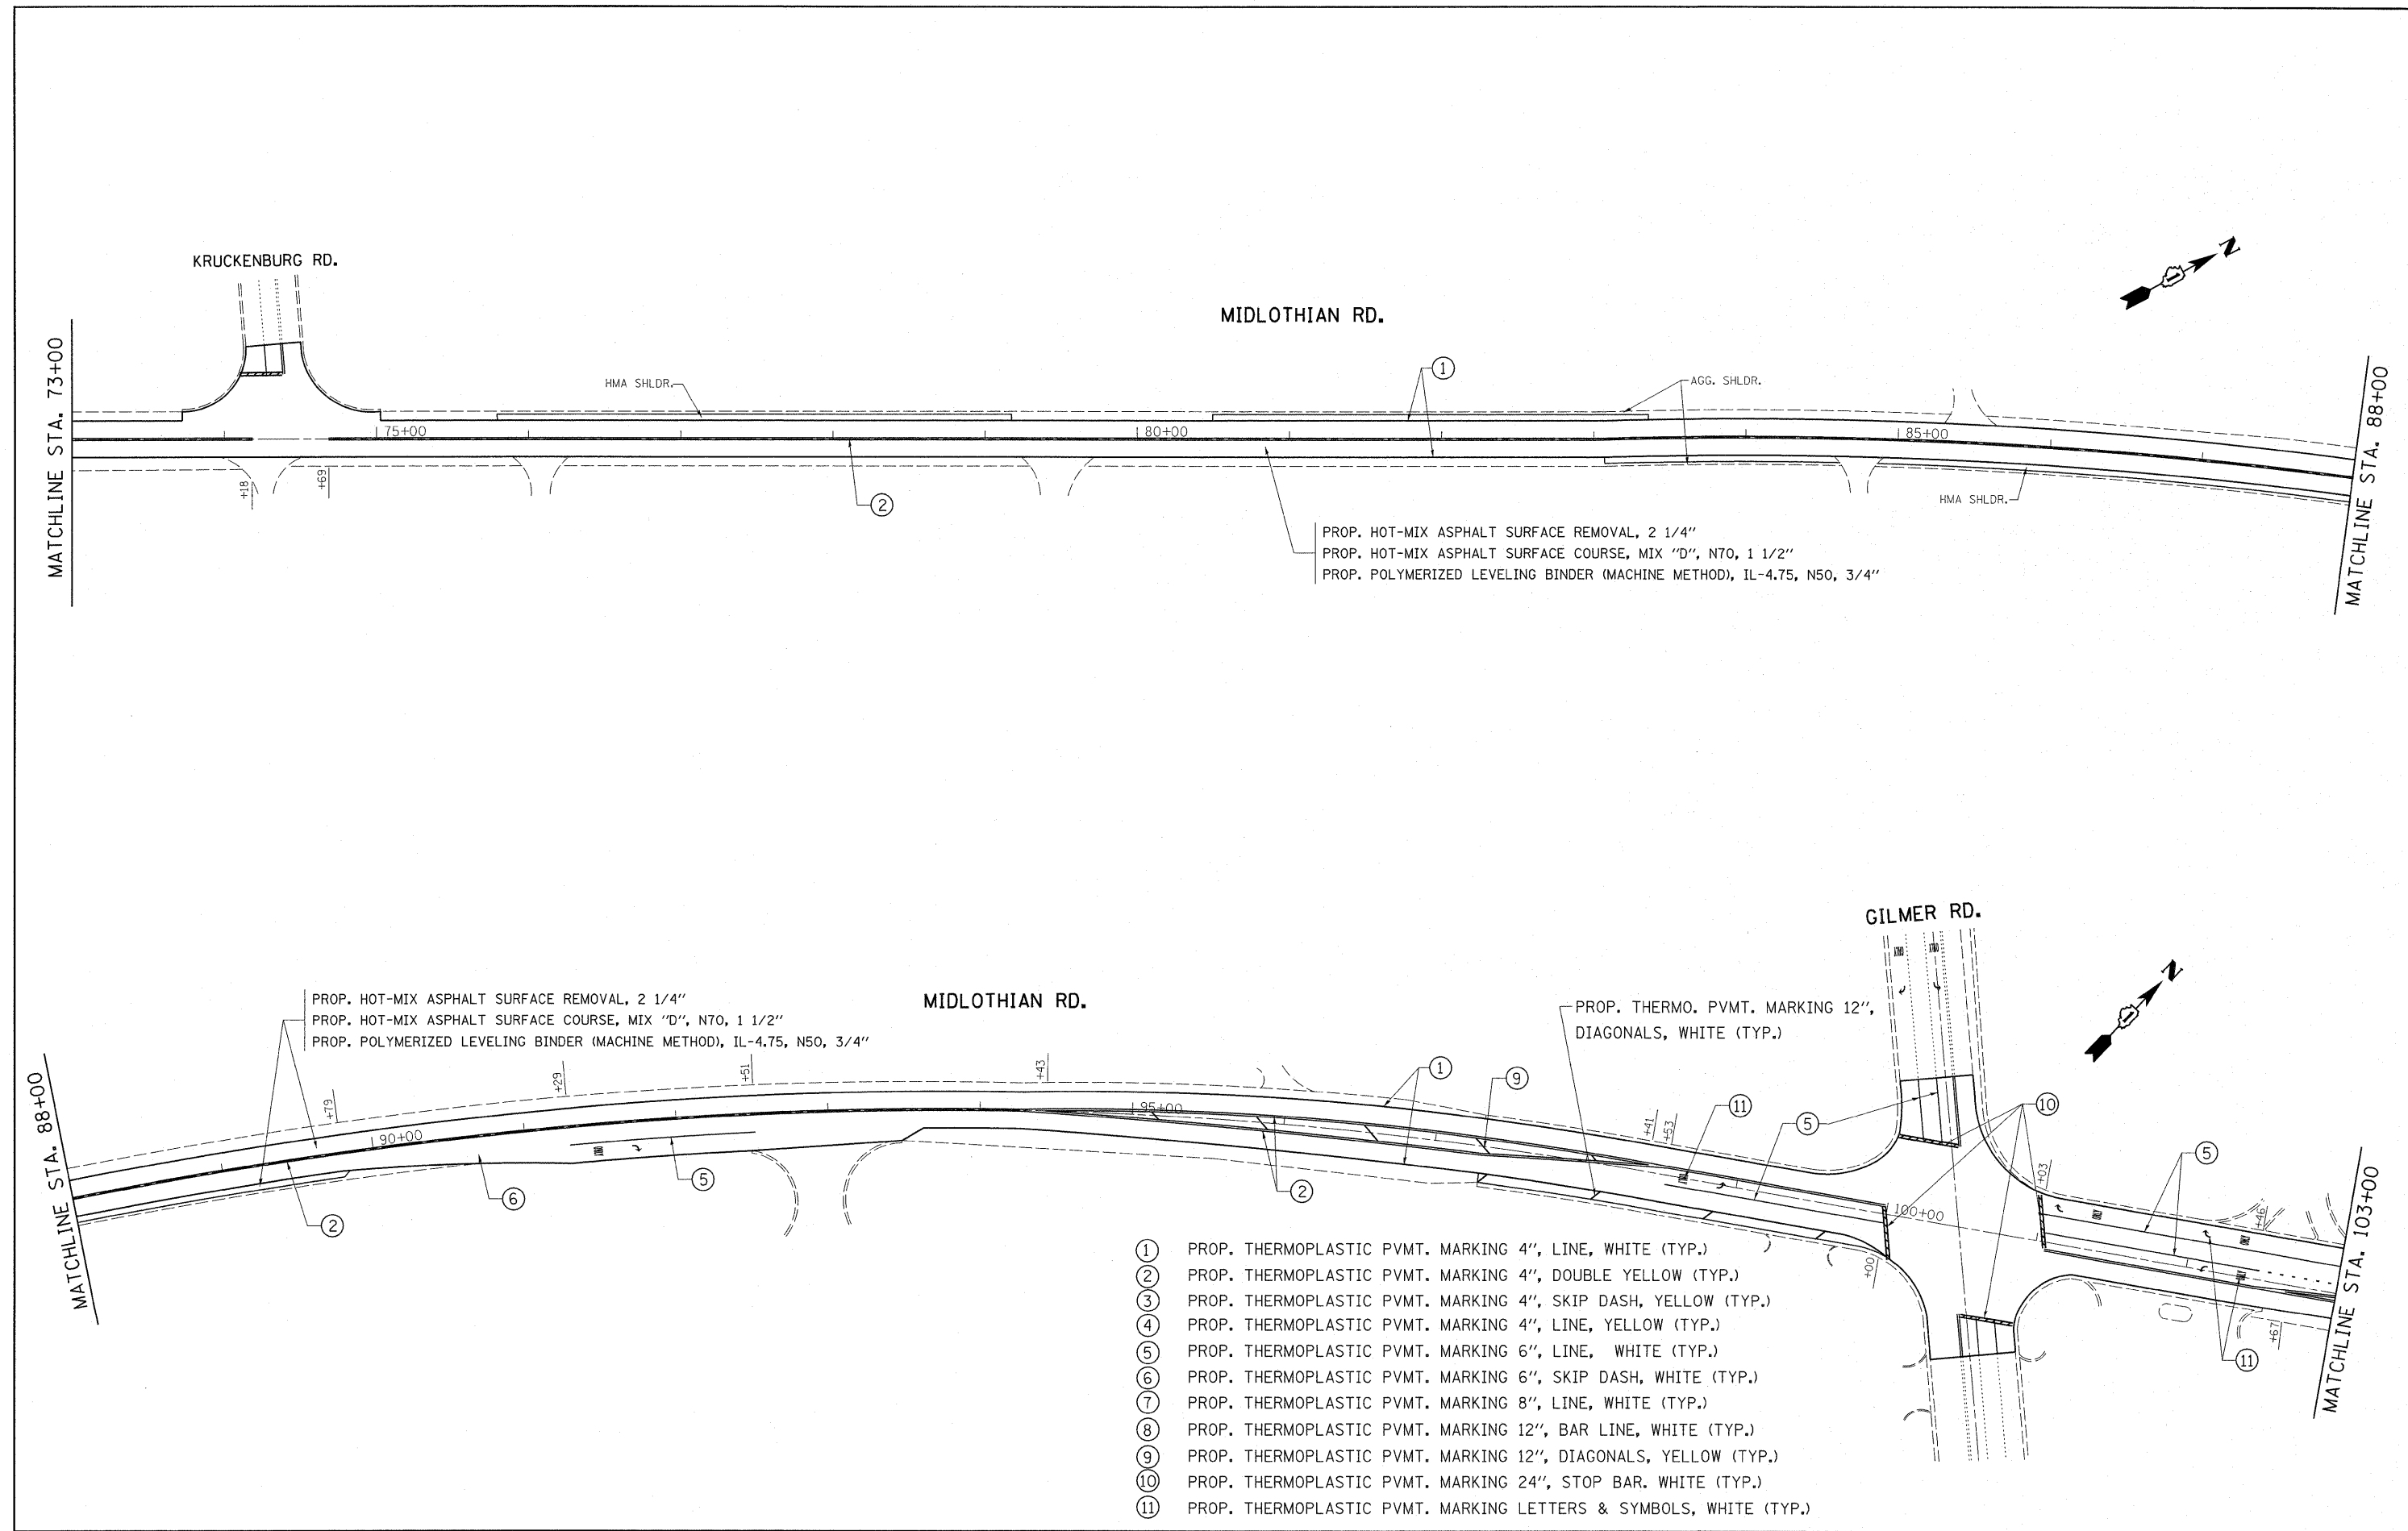 KRUCKENBURG RD.
N
MIDLOTHIAN RD.
MATCHLINE STA. 73+00
MATCHLINE STA. 88+00
HMA SHLDR.
1
AGG. SHLDR.
75+00
80+00
85+00
+18
+69
2
HMA SHLDR.
PROP. HOT-MIX ASPHALT SURFACE REMOVAL, 2 1/4"
PROP. HOT-MIX ASPHALT SURFACE COURSE, MIX "D", N70, 1 1/2"
PROP. POLYMERIZED LEVELING BINDER (MACHINE METHOD), IL-4.75, N50, 3/4"
GILMER RD.
N
MATCHLINE STA. 88+00
MATCHLINE STA. 103+00
PROP. HOT-MIX ASPHALT SURFACE REMOVAL, 2 1/4"
PROP. HOT-MIX ASPHALT SURFACE COURSE, MIX "D", N70, 1 1/2"
PROP. POLYMERIZED LEVELING BINDER (MACHINE METHOD), IL-4.75, N50, 3/4"
MIDLOTHIAN RD.
PROP. THERMO. PVMT. MARKING 12",
DIAGONALS, WHITE (TYP.)
ONLY
ONLY
+79
+29
+51
+43
1
9
11
5
10
+41
+53
90+00
95+00
100+00
ONLY
ONLY
+03
5
ONLY
ONLY
ONLY
+46
2
6
5
2
+00
+67
11
1 PROP. THERMOPLASTIC PVMT. MARKING 4", LINE, WHITE (TYP.)
2 PROP. THERMOPLASTIC PVMT. MARKING 4", DOUBLE YELLOW (TYP.)
3 PROP. THERMOPLASTIC PVMT. MARKING 4", SKIP DASH, YELLOW (TYP.)
4 PROP. THERMOPLASTIC PVMT. MARKING 4", LINE, YELLOW (TYP.)
5 PROP. THERMOPLASTIC PVMT. MARKING 6", LINE, WHITE (TYP.)
6 PROP. THERMOPLASTIC PVMT. MARKING 6", SKIP DASH, WHITE (TYP.)
7 PROP. THERMOPLASTIC PVMT. MARKING 8", LINE, WHITE (TYP.)
8 PROP. THERMOPLASTIC PVMT. MARKING 12", BAR LINE, WHITE (TYP.)
9 PROP. THERMOPLASTIC PVMT. MARKING 12", DIAGONALS, YELLOW (TYP.)
10 PROP. THERMOPLASTIC PVMT. MARKING 24", STOP BAR. WHITE (TYP.)
11 PROP. THERMOPLASTIC PVMT. MARKING LETTERS & SYMBOLS, WHITE (TYP.)